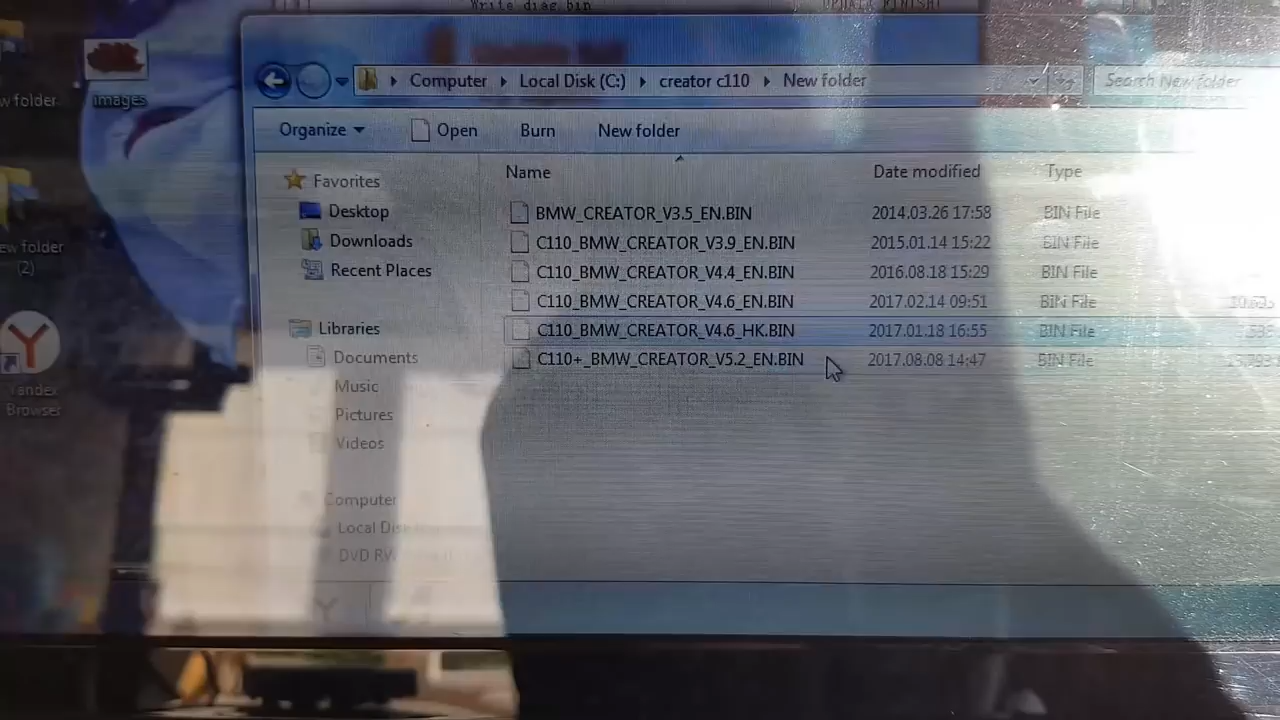 Write diag bin
UPDATE FINISH!
images
w folder
Computer
Local Disk (C:)
creator c110
New folder
Search New folder
Organize
Open
Burn
New folder
Name
Date modified
Type
Favorites
Desktop
Downloads
Recent Places
Libraries
Documents
Music
Pictures
Videos
Computer
Local Disk
DVD RW
BMW_CREATOR_V3.5_EN.BIN 2014.03.26 17:58 BIN File
C110_BMW_CREATOR_V3.9_EN.BIN 2015.01.14 15:22 BIN File
C110_BMW_CREATOR_V4.4_EN.BIN 2016.08.18 15:29 BIN File
C110_BMW_CREATOR_V4.6_EN.BIN 2017.02.14 09:51 BIN File
C110_BMW_CREATOR_V4.6_HK.BIN 2017.01.18 16:55 BIN File
C110+_BMW_CREATOR_V5.2_EN.BIN 2017.08.08 14:47 BIN File
ew folder
(2)
Yandex
Browser